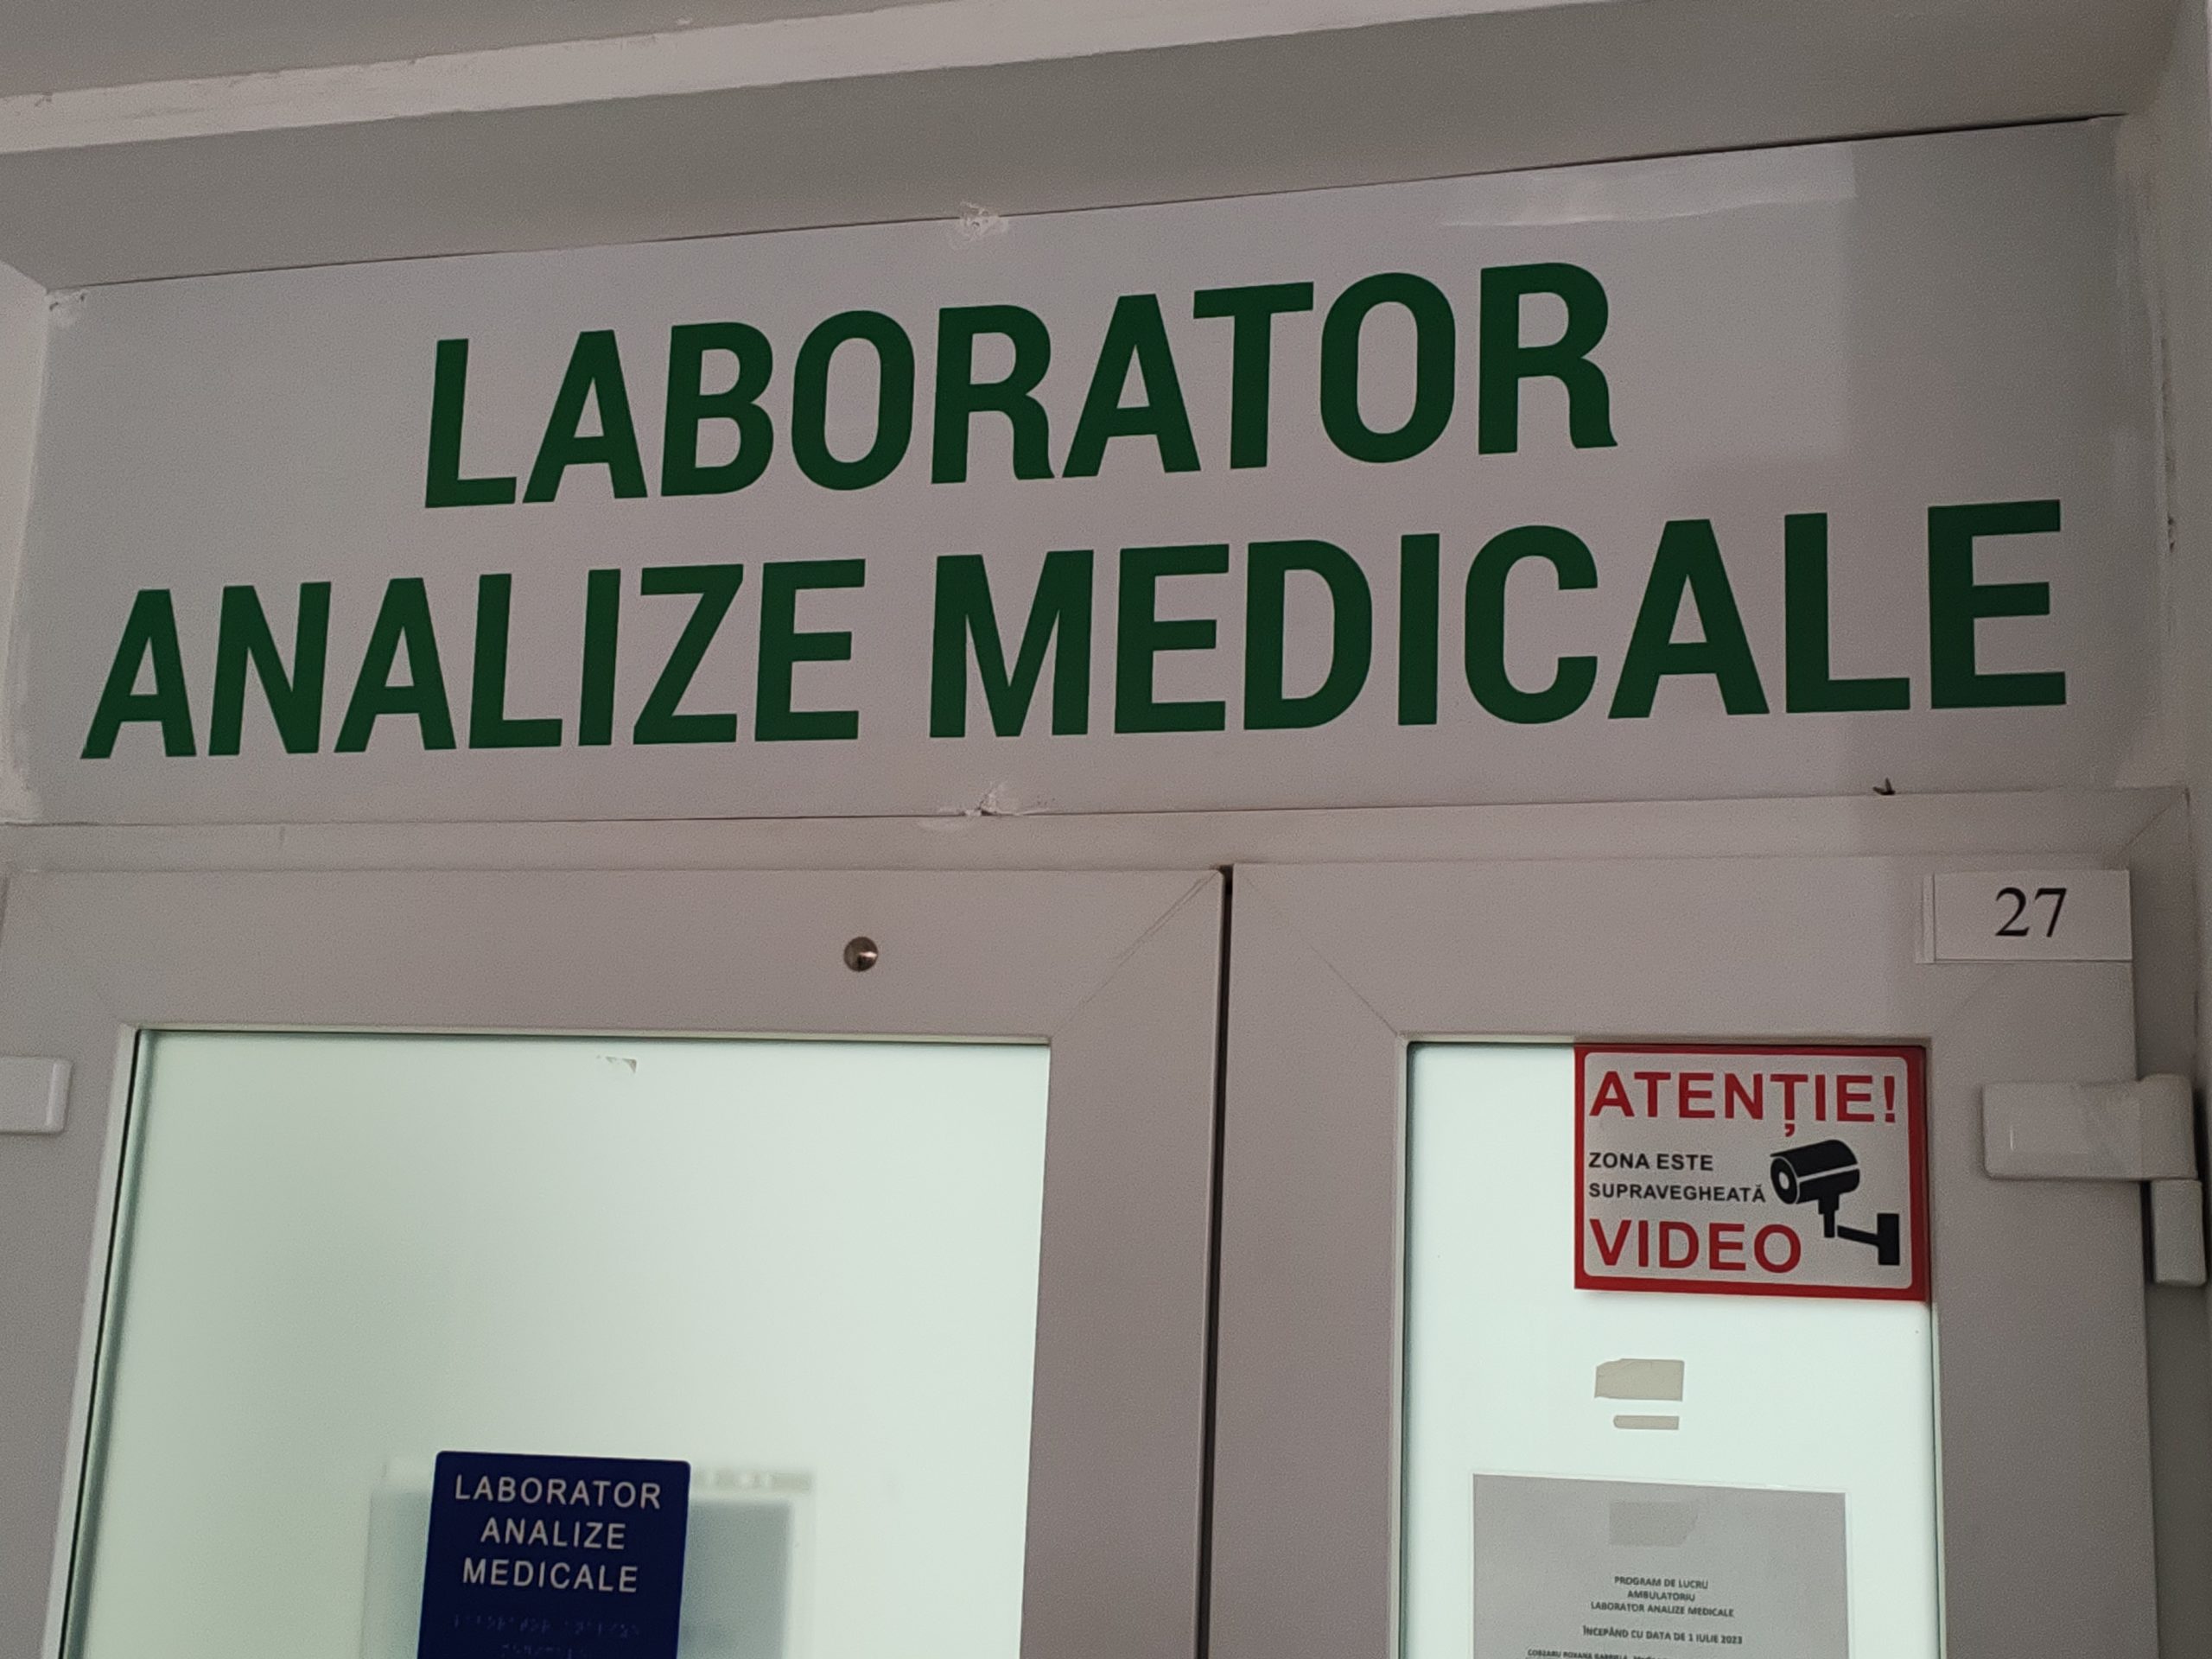 LABORATOR
ANALIZE MEDICALE
27
ATENȚIE!
ZONA ESTE
SUPRAVEGHEATĂ
VIDEO
LABORATOR
ANALIZE
MEDICALE
PROGRAM DE LUCRU
AMBULATORIU
LABORATOR ANALIZE MEDICALE
ÎNCEPÂND CU DATA DE 1 IULIE 2023